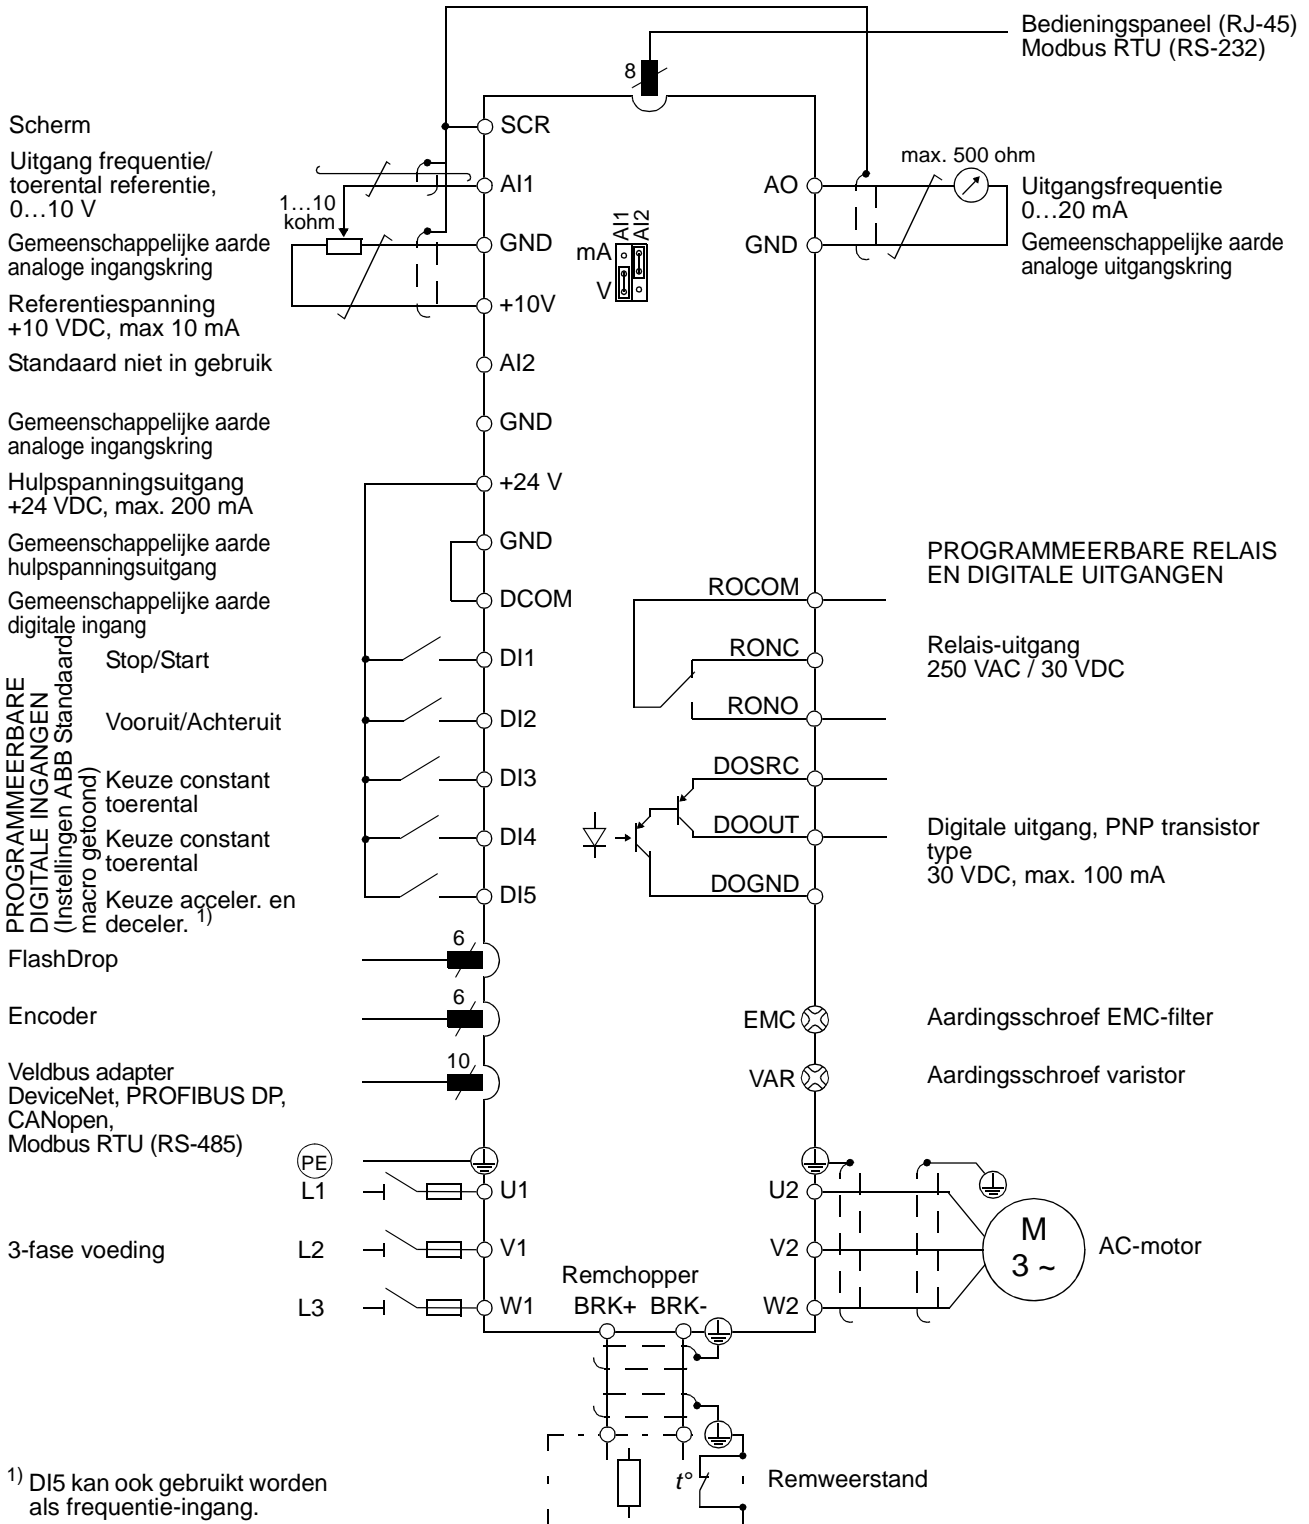 Bedieningspaneel (RJ-45)
Modbus RTU (RS-232)
8
Scherm
SCR
Uitgang frequentie/
toerental referentie,
0…10 V
1…10
kohm
AI1
Gemeenschappelijke aarde
analoge ingangskring
GND
Referentiespanning
+10 VDC, max 10 mA
+10V
Standaard niet in gebruik
AI2
Gemeenschappelijke aarde
analoge ingangskring
GND
Hulpspanningsuitgang
+24 VDC, max. 200 mA
+24 V
Gemeenschappelijke aarde
hulpspanningsuitgang
GND
Gemeenschappelijke aarde
digitale ingang
DCOM
AI1
AI2
mA
V
max. 500 ohm
AO
Uitgangsfrequentie
0…20 mA
GND
Gemeenschappelijke aarde
analoge uitgangskring
PROGRAMMEERBARE
DIGITALE INGANGEN
(Instellingen ABB Standaard
macro getoond)
Stop/Start
DI1
Vooruit/Achteruit
DI2
Keuze constant
toerental
DI3
Keuze constant
toerental
DI4
Keuze acceler. en
deceler. 1)
DI5
PROGRAMMEERBARE RELAIS
EN DIGITALE UITGANGEN
ROCOM
RONC
RONO
Relais-uitgang
250 VAC / 30 VDC
DOSRC
DOOUT
DOGND
Digitale uitgang, PNP transistor
type
30 VDC, max. 100 mA
FlashDrop
6
Encoder
6
Veldbus adapter
DeviceNet, PROFIBUS DP,
CANopen,
Modbus RTU (RS-485)
10
EMC
Aardingsschroef EMC-filter
VAR
Aardingsschroef varistor
PE
L1
U1
3-fase voeding
L2
V1
L3
W1
U2
V2
W2
M
3 ~
AC-motor
Remchopper
BRK+ BRK-
t°
Remweerstand
1) DI5 kan ook gebruikt worden
als frequentie-ingang.